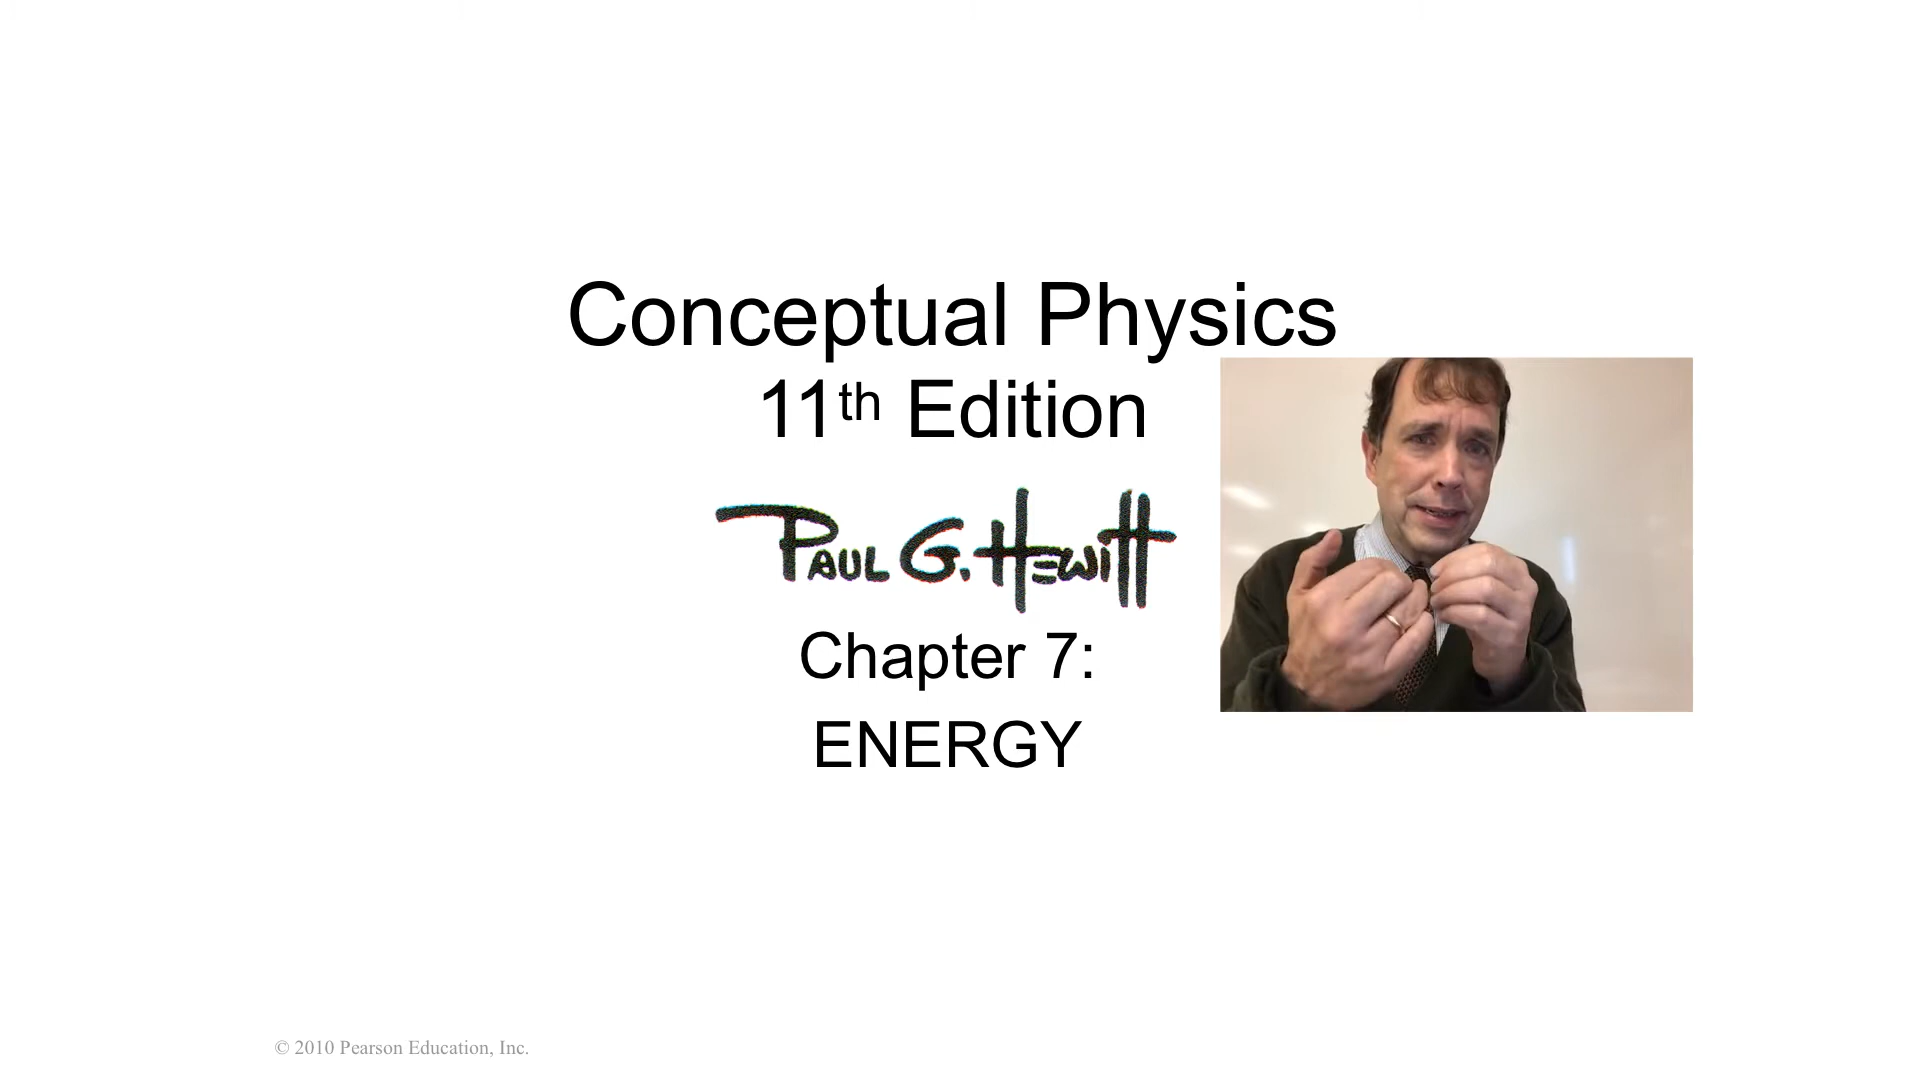 Conceptual Physics
11th Edition
PAUL G. HEWITT
Chapter 7:
ENERGY
© 2010 Pearson Education, Inc.